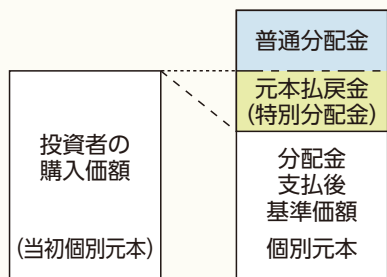 投資者の
購入価額
(当初個別元本)
普通分配金
元本払戻金
(特別分配金)
分配金
支払後
基準価額
個別元本